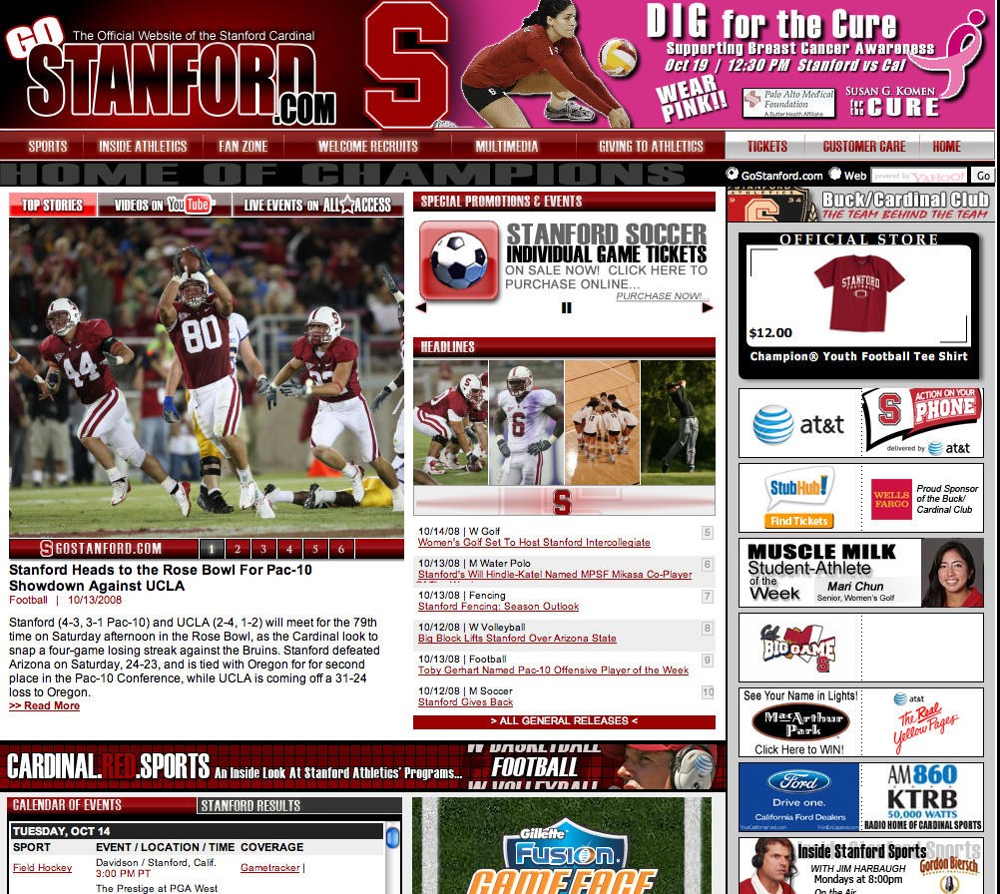 GO
The Official Website of the Stanford Cardinal
STANFORD.COM
S
DIG for the Cure
Supporting Breast Cancer Awareness
Oct 19 / 12:30 PM Stanford vs Cal
WEAR PINK!!
Palo Alto Medical Foundation
A Sutter Health Affiliate
SUSAN G. KOMEN
for the CURE
SPORTS INSIDE ATHLETICS FAN ZONE WELCOME RECRUITS MULTIMEDIA GIVING TO ATHLETICS TICKETS CUSTOMER CARE HOME
HOME OF CHAMPIONS
GoStanford.com Web powered by YAHOO! Go
TOP STORIES VIDEOS ON YouTube LIVE EVENTS ON ALL ACCESS
44
80
GOSTANFORD.COM 1 2 3 4 5 6
Stanford Heads to the Rose Bowl For Pac-10
Showdown Against UCLA
Football | 10/13/2008
Stanford (4-3, 3-1 Pac-10) and UCLA (2-4, 1-2) will meet for the 79th
time on Saturday afternoon in the Rose Bowl, as the Cardinal look to
snap a four-game losing streak against the Bruins. Stanford defeated
Arizona on Saturday, 24-23, and is tied with Oregon for for second
place in the Pac-10 Conference, while UCLA is coming off a 31-24
loss to Oregon.
>> Read More
SPECIAL PROMOTIONS & EVENTS
STANFORD SOCCER
INDIVIDUAL GAME TICKETS
ON SALE NOW! CLICK HERE TO
PURCHASE ONLINE...
PURCHASE NOW!...
HEADLINES
6
S
10/14/08 | W Golf 5
Women's Golf Set To Host Stanford Intercollegiate
10/13/08 | M Water Polo 6
Stanford's Will Hindle-Katel Named MPSF Mikasa Co-Player
10/13/08 | Fencing 7
Stanford Fencing: Season Outlook
10/12/08 | W Volleyball 8
Big Block Lifts Stanford Over Arizona State
10/13/08 | Football 9
Toby Gerhart Named Pac-10 Offensive Player of the Week
10/12/08 | M Soccer 10
Stanford Gives Back
> ALL GENERAL RELEASES <
Buck/Cardinal Club
THE TEAM BEHIND THE TEAM
OFFICIAL STORE
STANFORD
$12.00
Champion® Youth Football Tee Shirt
at&t
S ACTION ON YOUR
PHONE
delivered by at&t
StubHub!
Find Tickets
WELLS FARGO
Proud Sponsor
of the Buck/
Cardinal Club
MUSCLE MILK
Student-Athlete
of the Week
Mari Chun
Senior, Women's Golf
Cal BIG GAME S
See Your Name in Lights!
MacArthur Park
Click Here to WIN!
at&t
The Real Yellow Pages
Ford
Drive one.
California Ford Dealers
YourCaliforniaFord.com
AM860
KTRB
50,000 WATTS
RADIO HOME OF CARDINAL SPORTS
Inside Stanford Sports
WITH JIM HARBAUGH
Mondays at 8:00pm
On the Air
Gordon Biersch
CARDINAL.RED.SPORTS An Inside Look At Stanford Athletics' Programs...
W BASKETBALL
FOOTBALL
W VOLLEYBALL
CALENDAR OF EVENTS STANFORD RESULTS
TUESDAY, OCT 14
SPORT EVENT / LOCATION / TIME COVERAGE
Field Hockey Davidson / Stanford, Calif. Gametracker |
3:00 PM PT
The Prestige at PGA West
Gillette
Fusion
GAME FACE